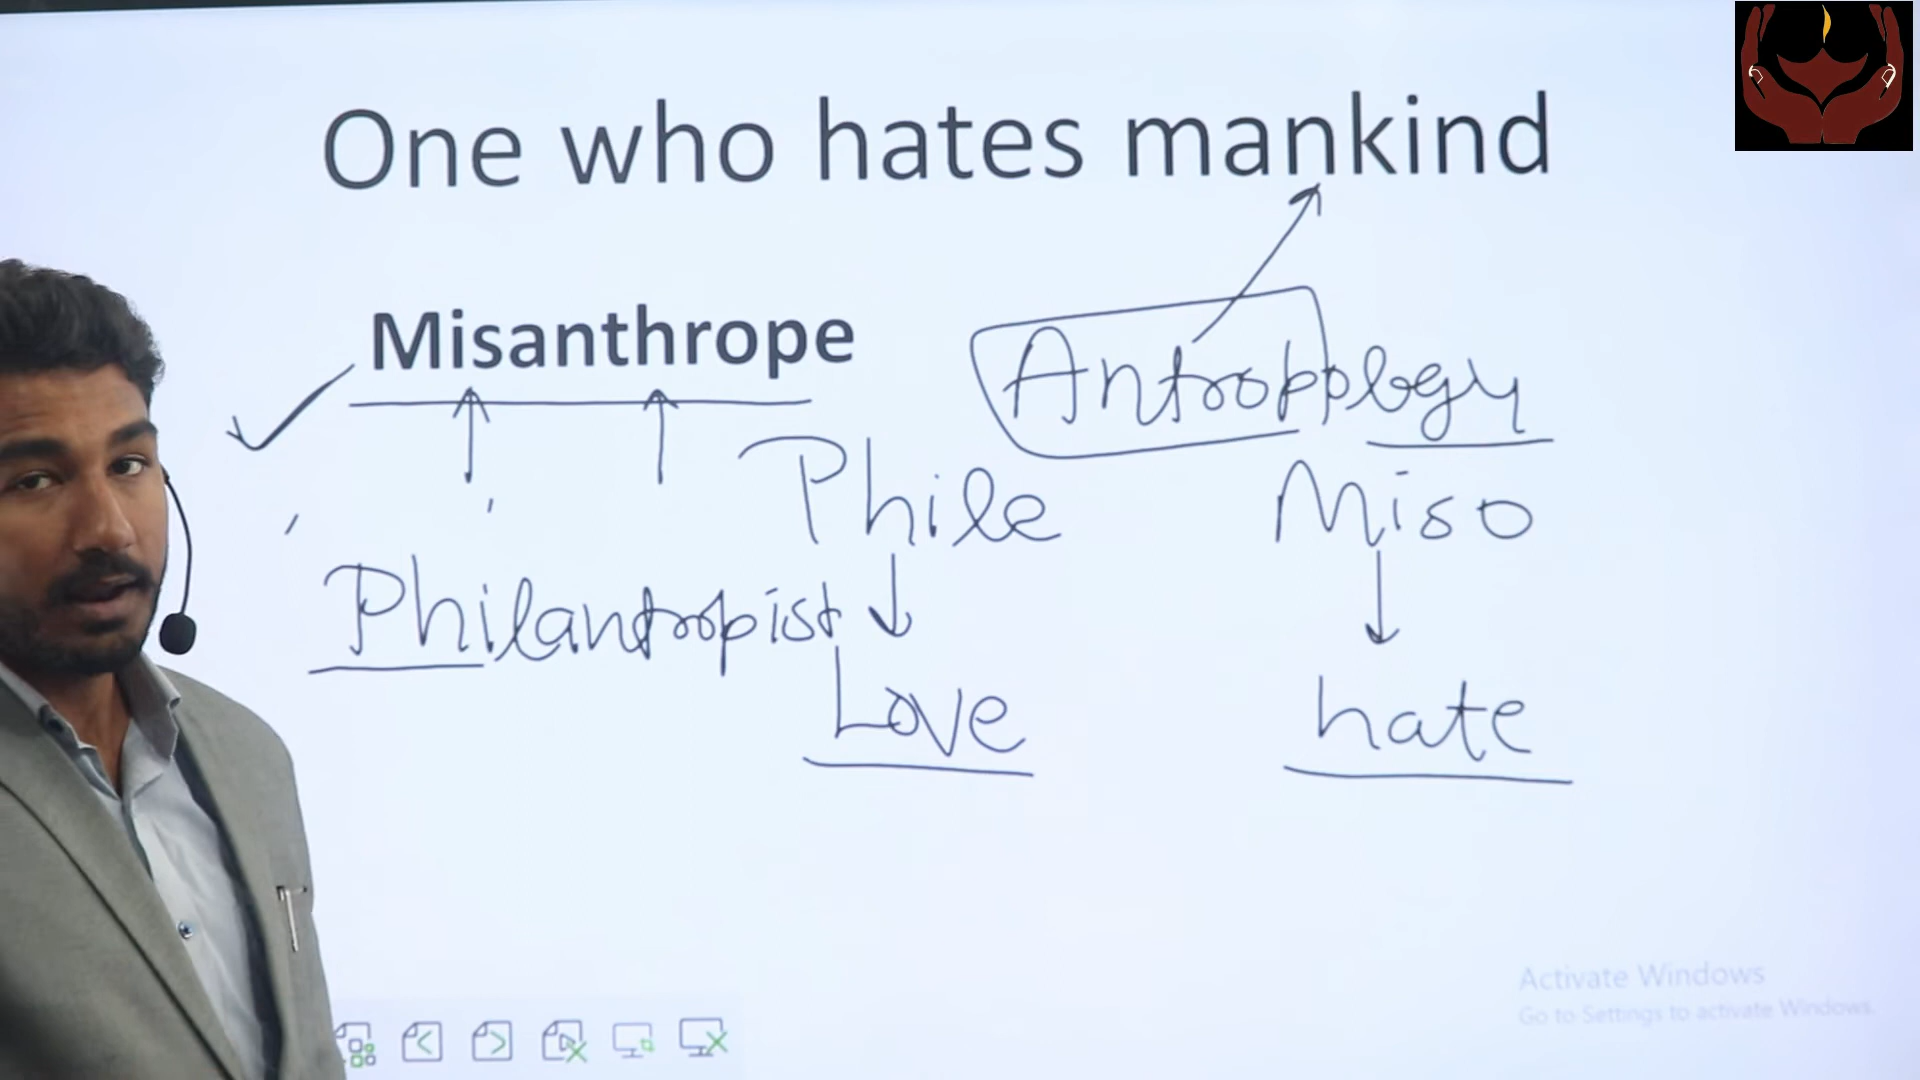 One who hates mankind
Misanthrope
Antropology
Phile
Miso
Philantropist
Love
hate
Activate Windows
Go to Settings to activate Windows.